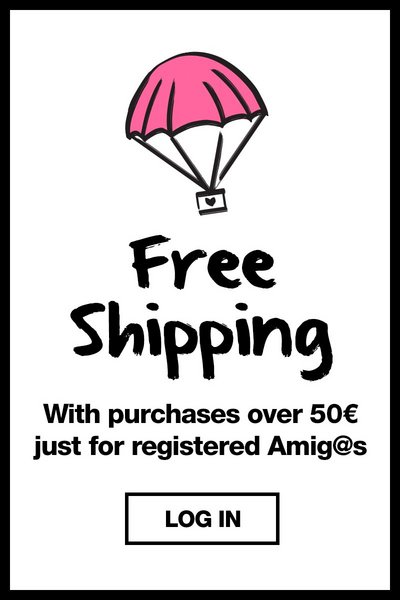 Free
Shipping
With purchases over 50€
just for registered Amig@s
LOG IN